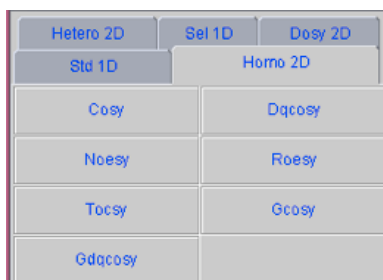 Hetero 2D Sel 1D Dosy 2D
Std 1D Homo 2D
Cosy Dqcosy
Noesy Roesy
Tocsy Gcosy
Gdqcosy